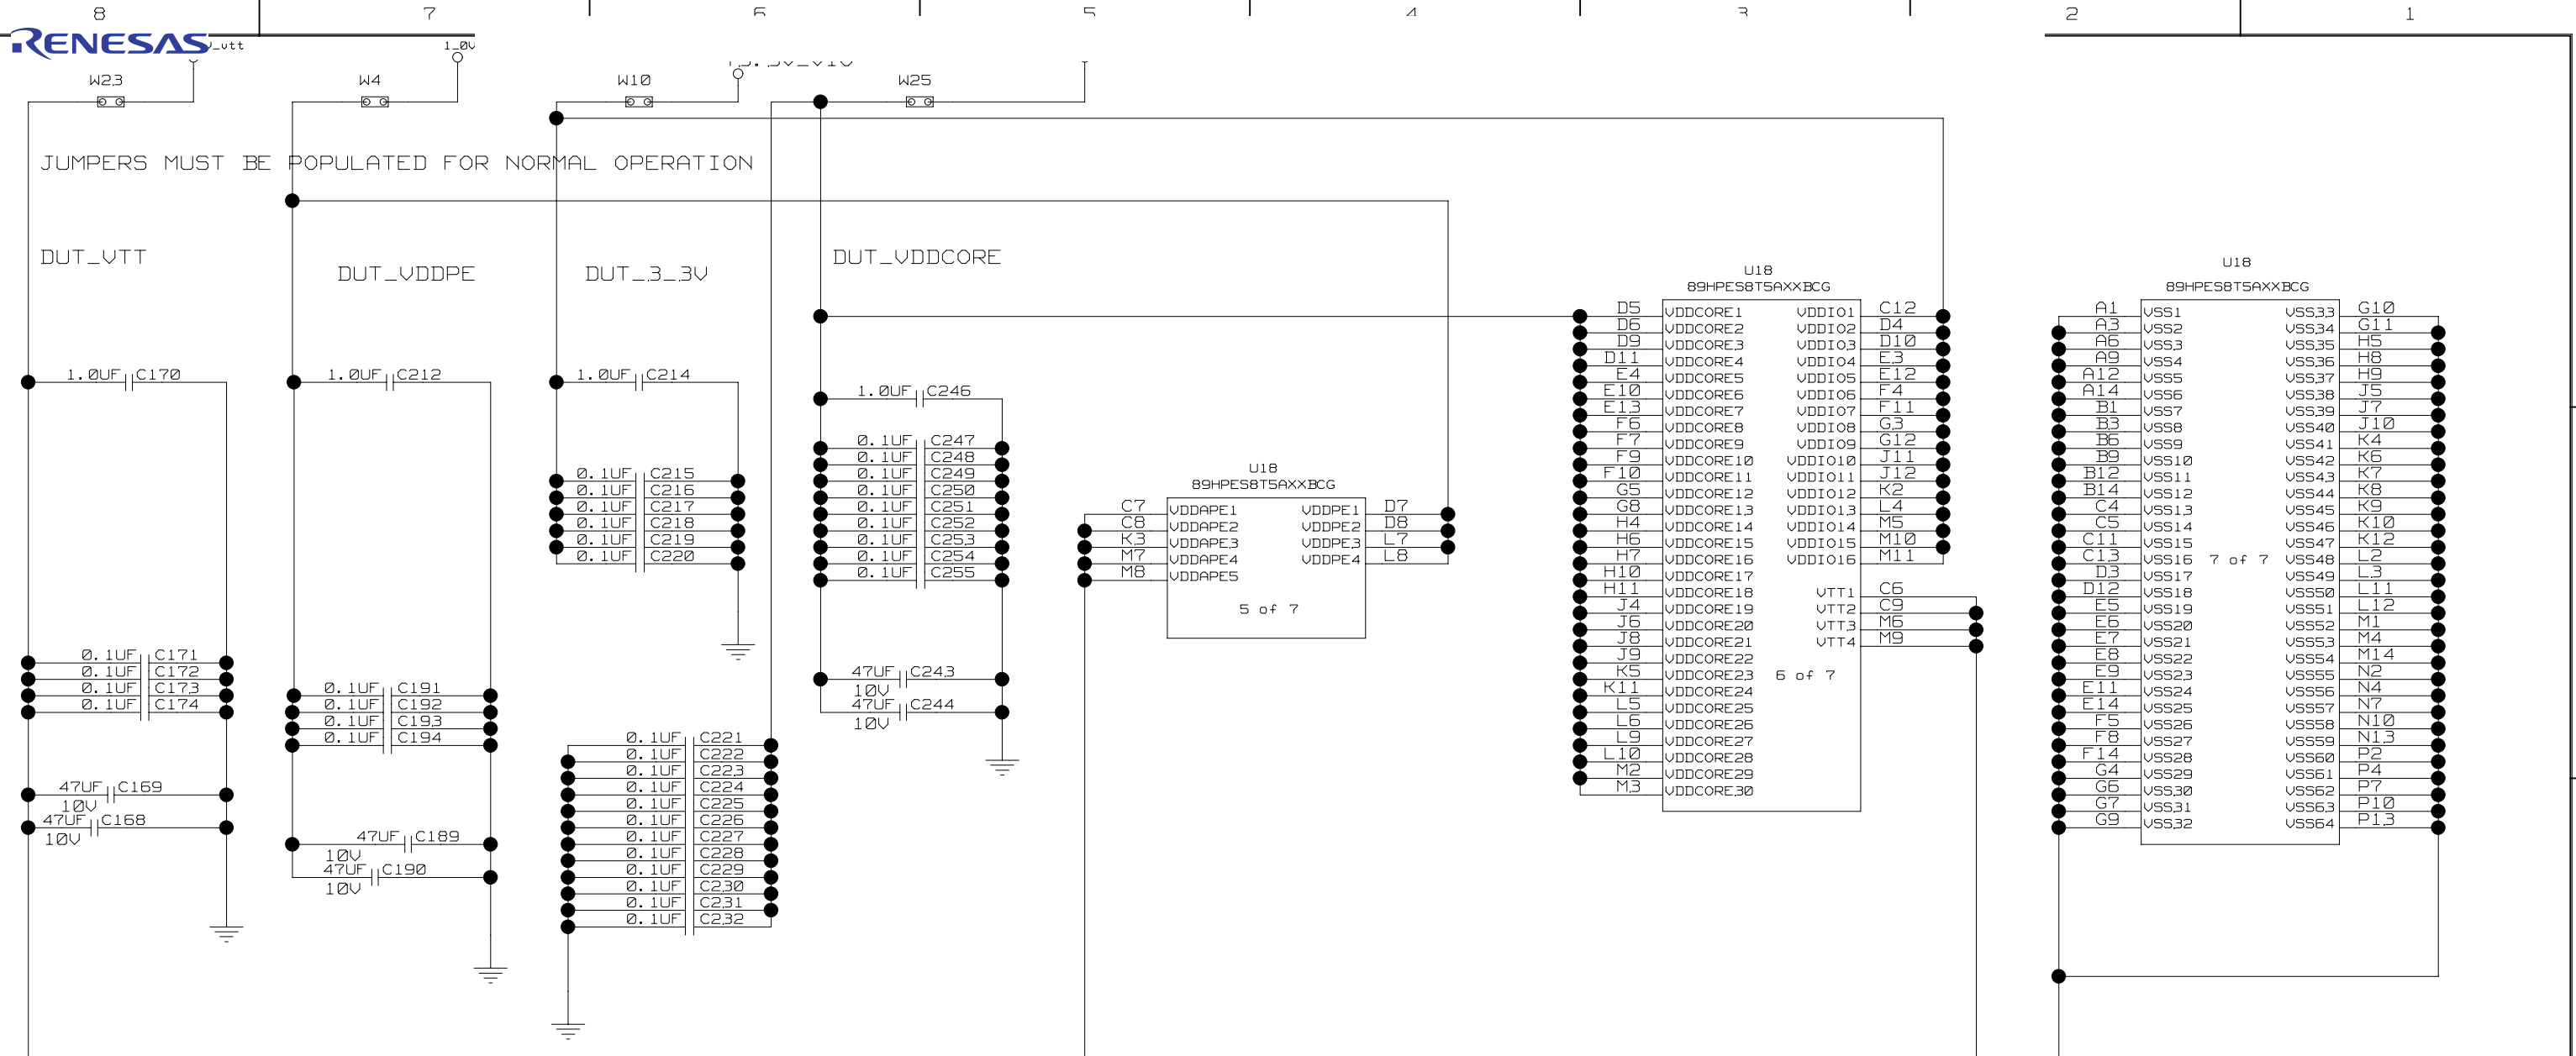 8 7 6 5 4 3 2 1
RENESAS
1_0V
W23 W4 W10 W25
JUMPERS MUST BE POPULATED FOR NORMAL OPERATION
DUT_VTT
DUT_VDDPE
DUT_3_3V
DUT_VDDCORE
1.0UF C170
0.1UF C171
0.1UF C172
0.1UF C173
0.1UF C174
47UF C169
10V
47UF C168
10V
1.0UF C212
0.1UF C191
0.1UF C192
0.1UF C193
0.1UF C194
47UF C189
10V
47UF C190
10V
1.0UF C214
0.1UF C215
0.1UF C216
0.1UF C217
0.1UF C218
0.1UF C219
0.1UF C220
0.1UF C221
0.1UF C222
0.1UF C223
0.1UF C224
0.1UF C225
0.1UF C226
0.1UF C227
0.1UF C228
0.1UF C229
0.1UF C230
0.1UF C231
0.1UF C232
1.0UF C246
0.1UF C247
0.1UF C248
0.1UF C249
0.1UF C250
0.1UF C251
0.1UF C252
0.1UF C253
0.1UF C254
0.1UF C255
47UF C243
10V
47UF C244
10V
U18
89HPES8T5AXXBCG
C7 VDDAPE1 VDDPE1 D7
C8 VDDAPE2 VDDPE2 D8
K3 VDDAPE3 VDDPE3 L7
M7 VDDAPE4 VDDPE4 L8
M8 VDDAPE5
5 of 7
U18
89HPES8T5AXXBCG
D5 VDDCORE1 VDDIO1 C12
D6 VDDCORE2 VDDIO2 D4
D9 VDDCORE3 VDDIO3 D10
D11 VDDCORE4 VDDIO4 E3
E4 VDDCORE5 VDDIO5 E12
E10 VDDCORE6 VDDIO6 F4
E13 VDDCORE7 VDDIO7 F11
F6 VDDCORE8 VDDIO8 G3
F7 VDDCORE9 VDDIO9 G12
F9 VDDCORE10 VDDIO10 J11
F10 VDDCORE11 VDDIO11 J12
G5 VDDCORE12 VDDIO12 K2
G8 VDDCORE13 VDDIO13 L4
H4 VDDCORE14 VDDIO14 M5
H6 VDDCORE15 VDDIO15 M10
H7 VDDCORE16 VDDIO16 M11
H10 VDDCORE17
H11 VDDCORE18 VTT1 C6
J4 VDDCORE19 VTT2 C9
J6 VDDCORE20 VTT3 M6
J8 VDDCORE21 VTT4 M9
J9 VDDCORE22
K5 VDDCORE23 6 of 7
K11 VDDCORE24
L5 VDDCORE25
L6 VDDCORE26
L9 VDDCORE27
L10 VDDCORE28
M2 VDDCORE29
M3 VDDCORE30
U18
89HPES8T5AXXBCG
A1 VSS1 VSS33 G10
A3 VSS2 VSS34 G11
A6 VSS3 VSS35 H5
A9 VSS4 VSS36 H8
A12 VSS5 VSS37 H9
A14 VSS6 VSS38 J5
B1 VSS7 VSS39 J7
B3 VSS8 VSS40 J10
B6 VSS9 VSS41 K4
B9 VSS10 VSS42 K6
B12 VSS11 VSS43 K7
B14 VSS12 VSS44 K8
C4 VSS13 VSS45 K9
C5 VSS14 VSS46 K10
C11 VSS15 VSS47 K12
C13 VSS16 7 of 7 VSS48 L2
D3 VSS17 VSS49 L3
D12 VSS18 VSS50 L11
E5 VSS19 VSS51 L12
E6 VSS20 VSS52 M1
E7 VSS21 VSS53 M4
E8 VSS22 VSS54 M14
E9 VSS23 VSS55 N2
E11 VSS24 VSS56 N4
E14 VSS25 VSS57 N7
F5 VSS26 VSS58 N10
F8 VSS27 VSS59 N13
F14 VSS28 VSS60 P2
G4 VSS29 VSS61 P4
G6 VSS30 VSS62 P7
G7 VSS31 VSS63 P10
G9 VSS32 VSS64 P13